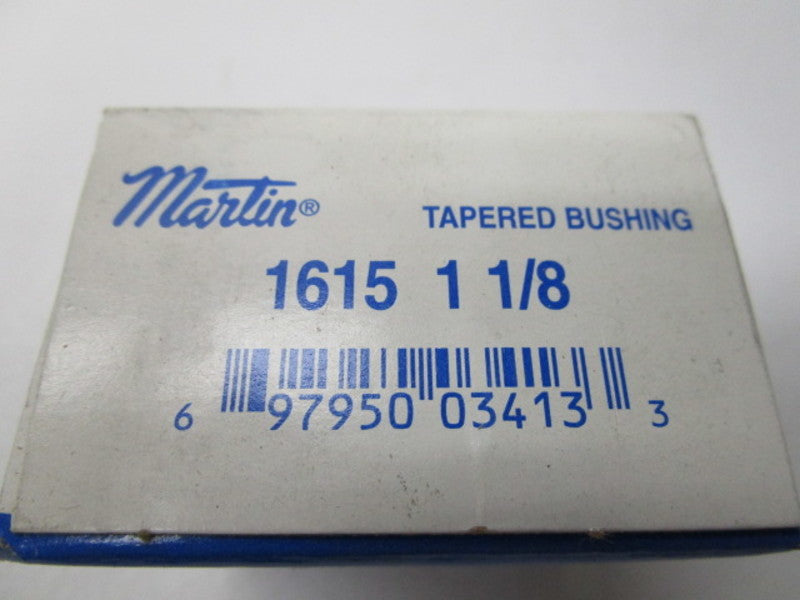 Martin® TAPERED BUSHING
1615 1 1/8
6 97950 03413 3